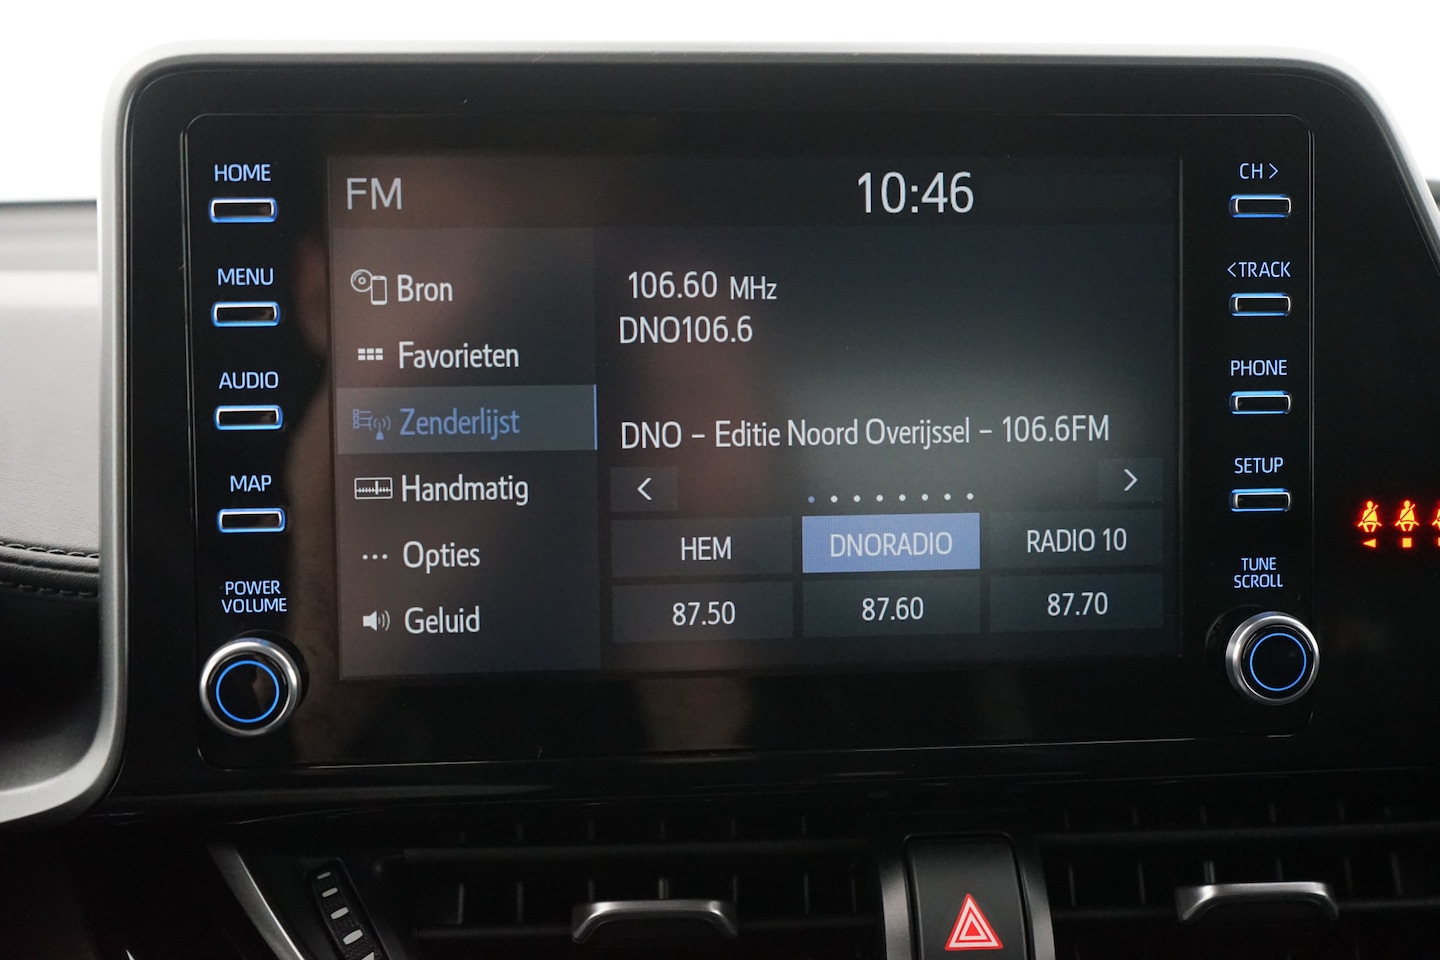 HOME
MENU
AUDIO
MAP
POWER
VOLUME
FM
10:46
Bron
Favorieten
Zenderlijst
Handmatig
Opties
Geluid
106.60 MHz
DNO106.6
DNO - Editie Noord Overijssel - 106.6FM
< >
HEM DNORADIO RADIO 10
87.50 87.60 87.70
CH >
< TRACK
PHONE
SETUP
TUNE
SCROLL